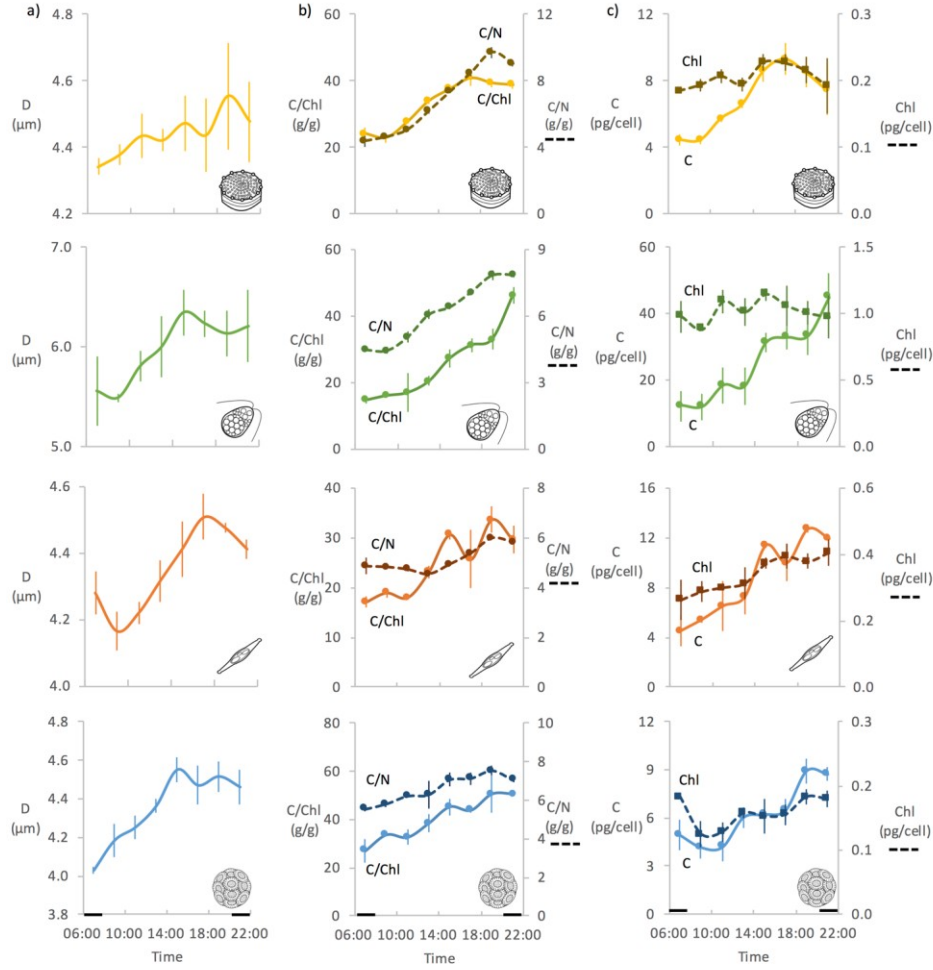 a)
b)
c)
4.8
4.6
4.4
4.2
D
(µm)
60
40
20
0
C/Chl
(g/g)
C/N
C/Chl
12
8
4
0
C/N
(g/g)
12
8
4
0
C
(pg/cell)
Chl
C
0.3
0.2
0.1
0.0
Chl
(pg/cell)
7.0
6.0
5.0
D
(µm)
60
40
20
0
C/Chl
(g/g)
C/N
C/Chl
9
6
3
0
C/N
(g/g)
60
40
20
0
C
(pg/cell)
Chl
C
1.5
1.0
0.5
0.0
Chl
(pg/cell)
4.6
4.4
4.2
4.0
D
(µm)
40
30
20
10
0
C/Chl
(g/g)
C/N
C/Chl
8
6
4
2
0
C/N
(g/g)
16
12
8
4
0
C
(pg/cell)
Chl
C
0.6
0.4
0.2
0.0
Chl
(pg/cell)
4.8
4.6
4.4
4.2
4.0
3.8
D
(µm)
06:00 10:00 14:00 18:00 22:00
Time
80
60
40
20
0
C/Chl
(g/g)
C/N
C/Chl
10
8
6
4
2
0
C/N
(g/g)
06:00 10:00 14:00 18:00 22:00
Time
12
9
6
3
0
C
(pg/cell)
Chl
C
0.3
0.2
0.1
0.0
Chl
(pg/cell)
06:00 10:00 14:00 18:00 22:00
Time